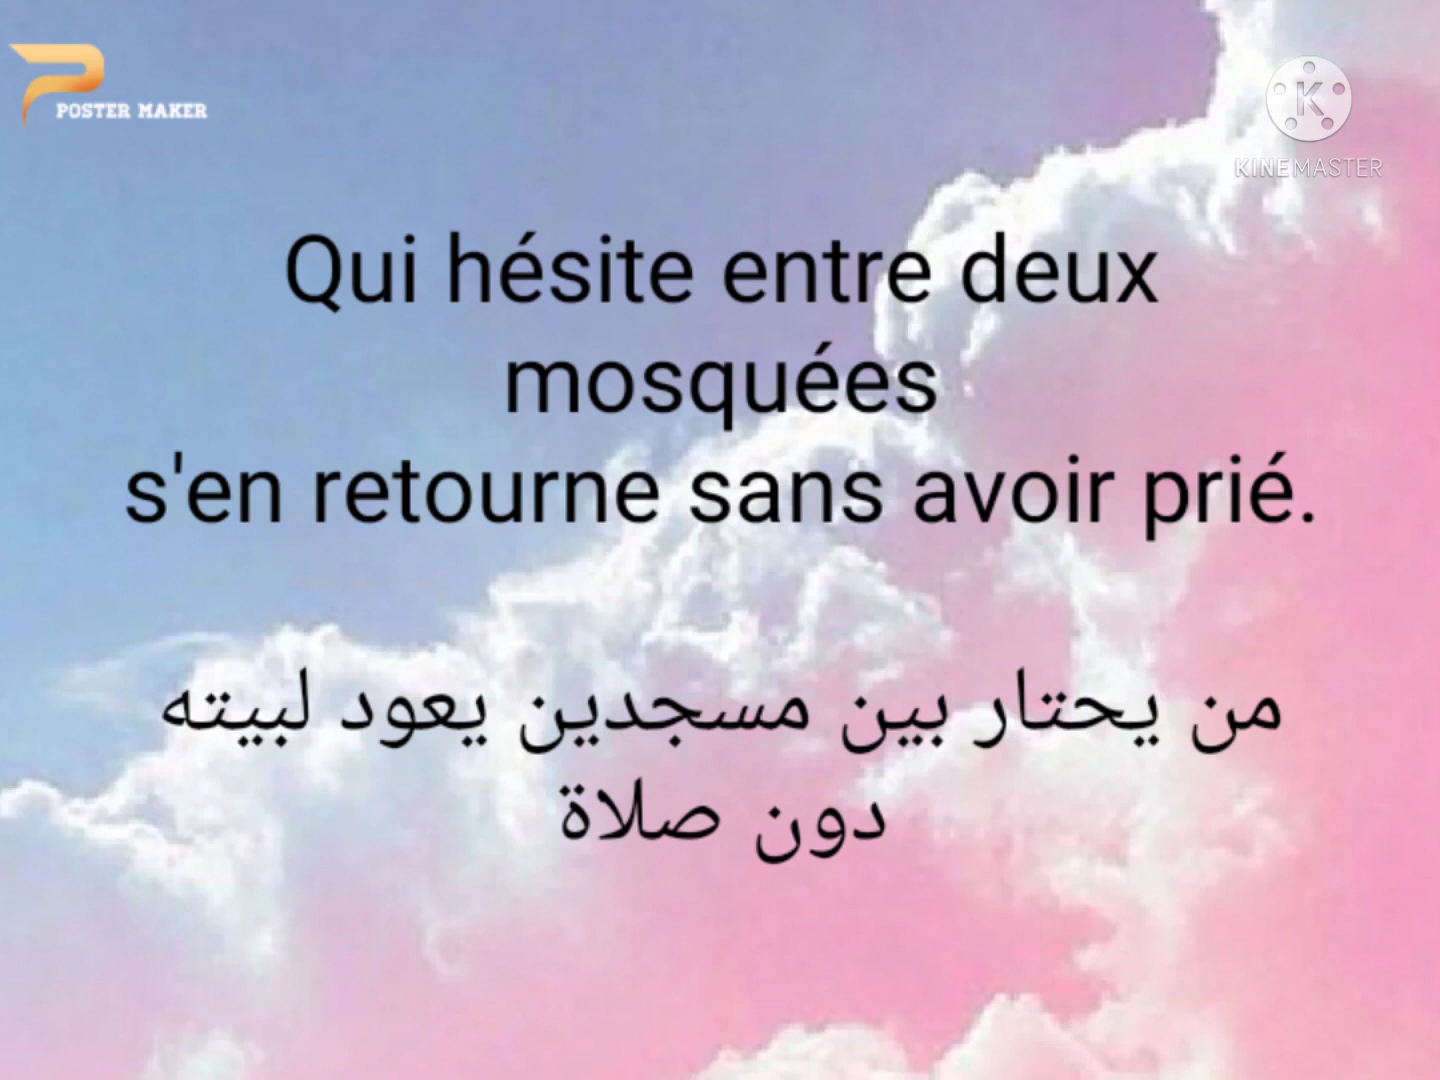 POSTER MAKER
KINEMASTER
Qui hésite entre deux
mosquées
s'en retourne sans avoir prié.
من يحتار بين مسجدين يعود لبيته
دون صلاة